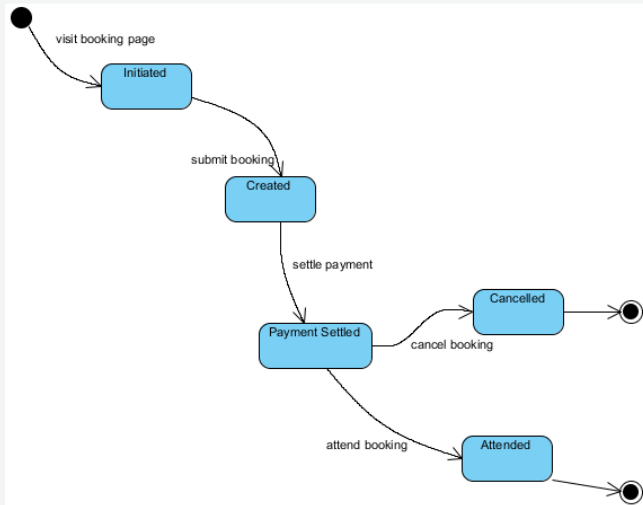 visit booking page
Initiated
submit booking
Created
settle payment
Payment Settled
Cancelled
cancel booking
attend booking
Attended